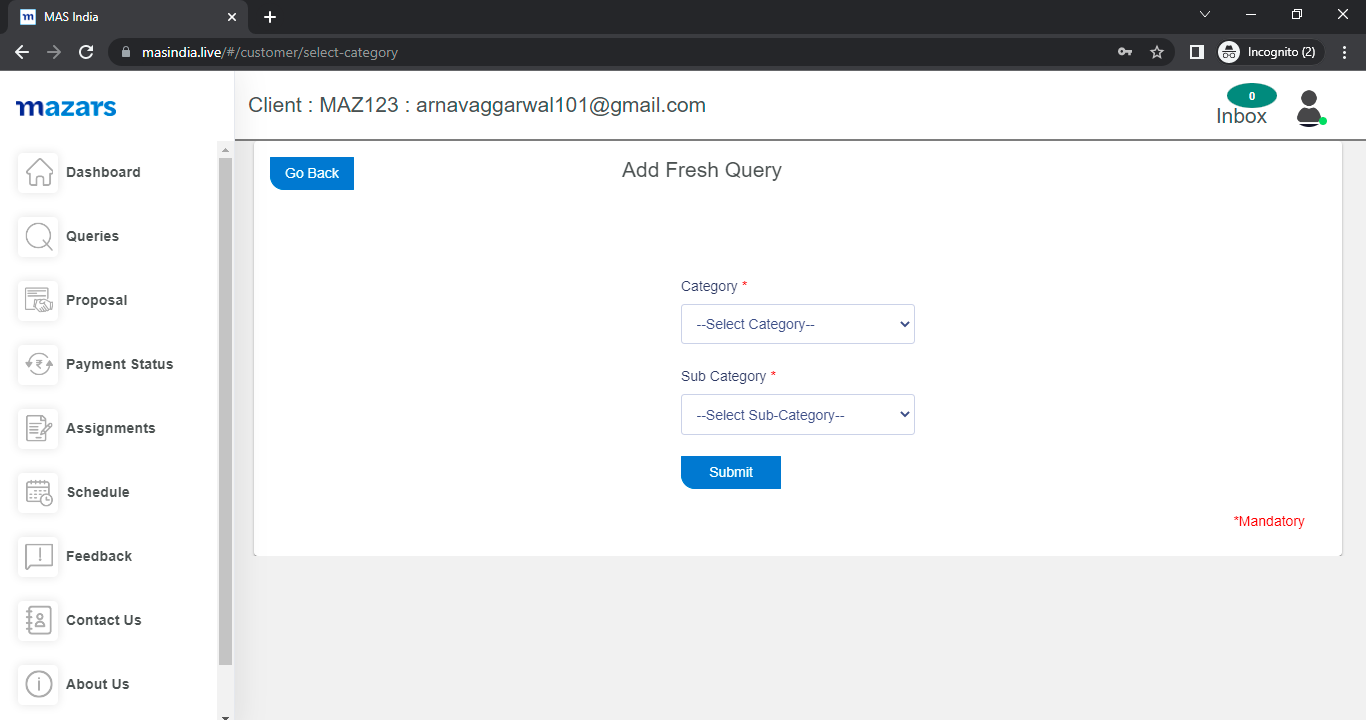 MAS India
masindia.live/#/customer/select-category
Incognito (2)
mazars
Client : MAZ123 : arnavaggarwal101@gmail.com
0
Inbox
Dashboard
Queries
Proposal
Payment Status
Assignments
Schedule
Feedback
Contact Us
About Us
Go Back
Add Fresh Query
Category *
--Select Category--
Sub Category *
--Select Sub-Category--
Submit
*Mandatory